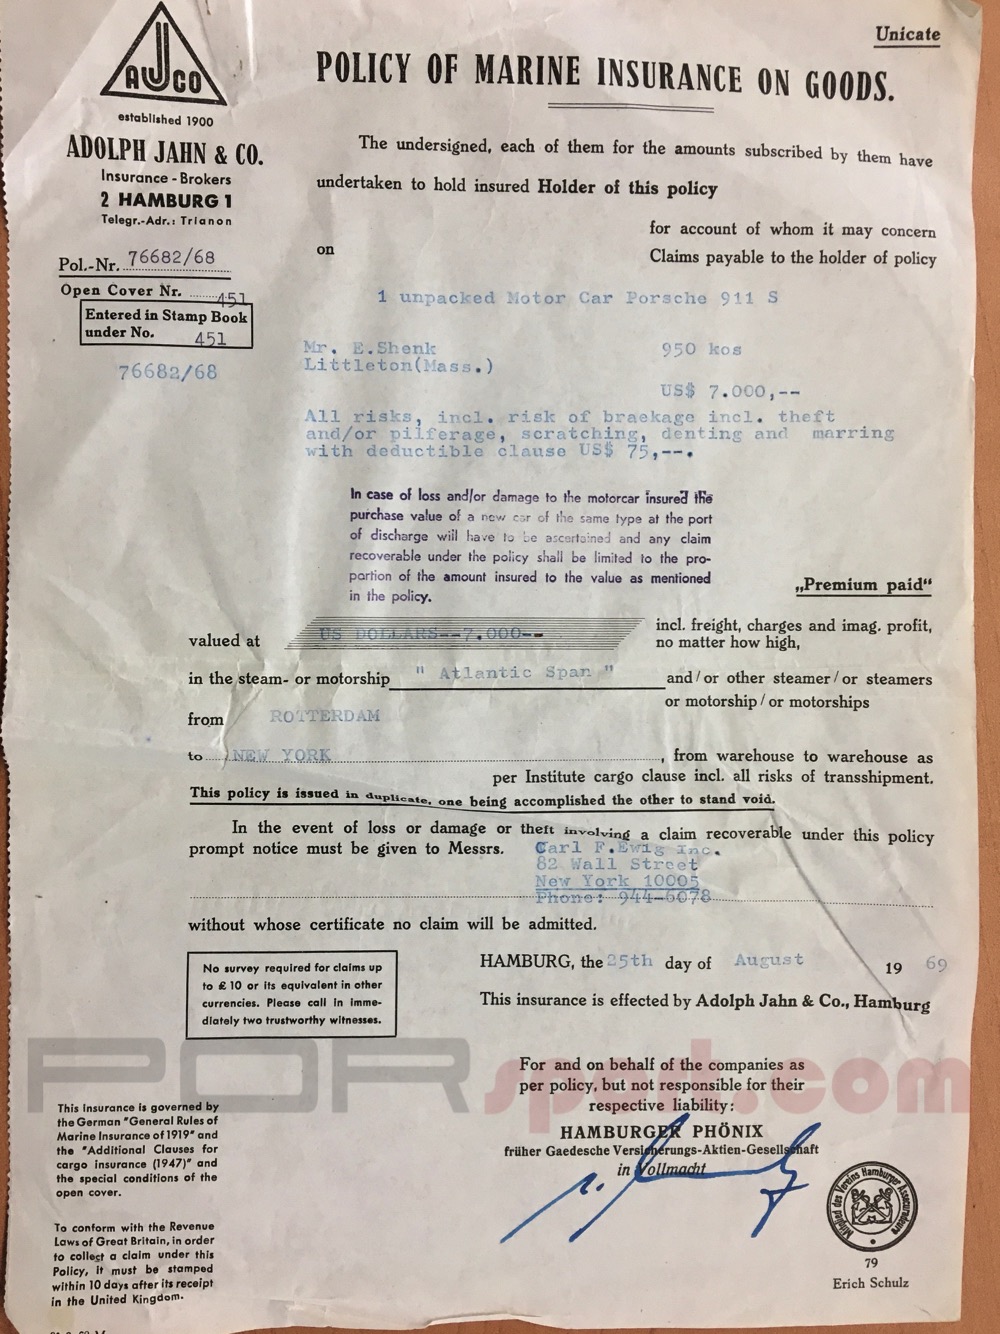 Unicate
AJUCO
established 1900
ADOLPH JAHN & CO.
Insurance - Brokers
2 HAMBURG 1
Telegr.-Adr.: Trianon
POLICY OF MARINE INSURANCE ON GOODS.
The undersigned, each of them for the amounts subscribed by them have
undertaken to hold insured Holder of this policy
for account of whom it may concern
on
Claims payable to the holder of policy
Pol.-Nr. 76682/68
Open Cover Nr. 451
Entered in Stamp Book
under No. 451
76682/68
1 unpacked Motor Car Porsche 911 S
Mr. E.Shenk 950 kos
Littleton(Mass.)
US$ 7.000,--
All risks, incl. risk of braekage incl. theft
and/or pilferage, scratching, denting and marring
with deductible clause US$ 75,--.
In case of loss and/or damage to the motorcar insured the
purchase value of a new car of the same type at the port
of discharge will have to be ascertained and any claim
recoverable under the policy shall be limited to the pro-
portion of the amount insured to the value as mentioned
in the policy.
„Premium paid“
valued at US DOLLARS--7.000-- incl. freight, charges and imag. profit,
no matter how high,
in the steam- or motorship " Atlantic Span " and/or other steamer/or steamers
or motorship/or motorships
from ROTTERDAM
to NEW YORK , from warehouse to warehouse as
per Institute cargo clause incl. all risks of transshipment.
This policy is issued in duplicate, one being accomplished the other to stand void.
In the event of loss or damage or theft involving a claim recoverable under this policy
prompt notice must be given to Messrs. Carl F.Ewig Inc.
82 Wall Street
New York 10005
Phone: 944-6078
without whose certificate no claim will be admitted.
No survey required for claims up
to £ 10 or its equivalent in other
currencies. Please call in imme-
diately two trustworthy witnesses.
HAMBURG, the 25th day of August 19 69
This insurance is effected by Adolph Jahn & Co., Hamburg
PORsport.com
For and on behalf of the companies as
per policy, but not responsible for their
respective liability:
HAMBURGER PHÖNIX
früher Gaedesche Versicherungs-Aktien-Gesellschaft
in Vollmacht
This Insurance is governed by
the German "General Rules of
Marine Insurance of 1919" and
the "Additional Clauses for
cargo insurance (1947)" and
the special conditions of the
open cover.
To conform with the Revenue
Laws of Great Britain, in order
to collect a claim under this
Policy, it must be stamped
within 10 days after its receipt
in the United Kingdom.
Mitglied des Vereins Hamburger Assecuradeure
79
Erich Schulz